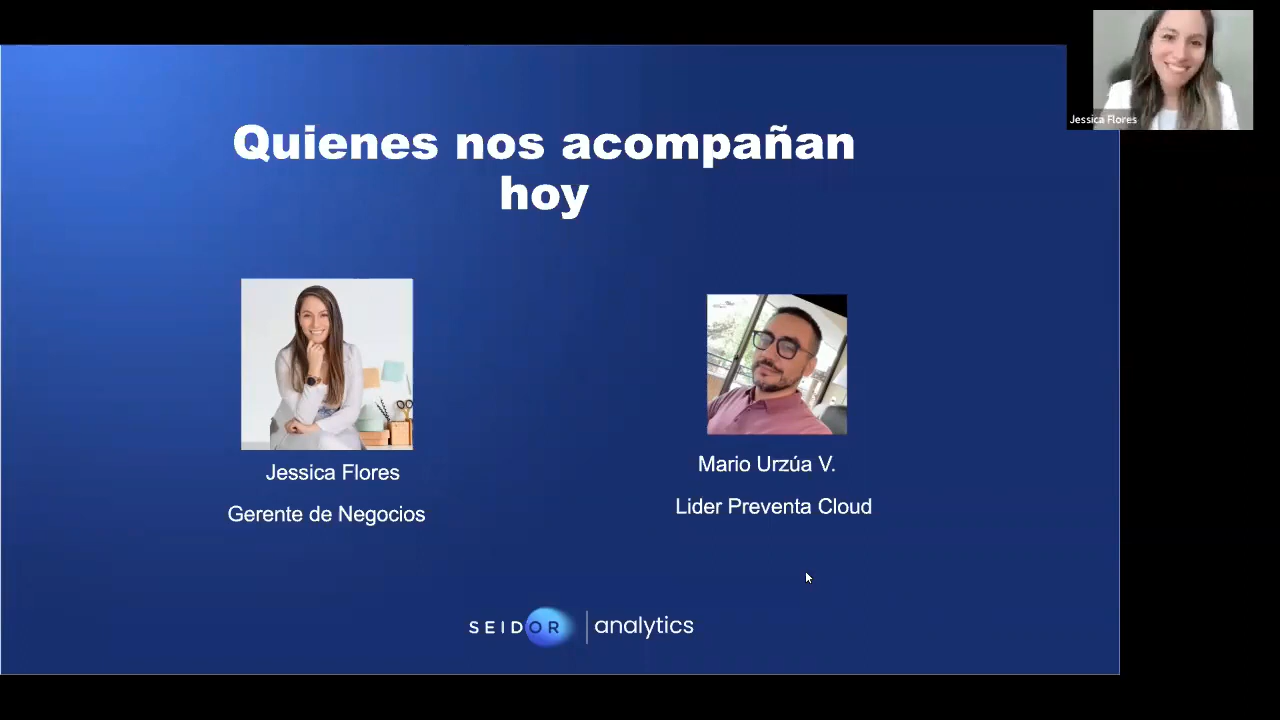 Jessica Flores
Quienes nos acompañan
hoy
Jessica Flores
Gerente de Negocios
Mario Urzúa V.
Lider Preventa Cloud
SEIDOR | analytics